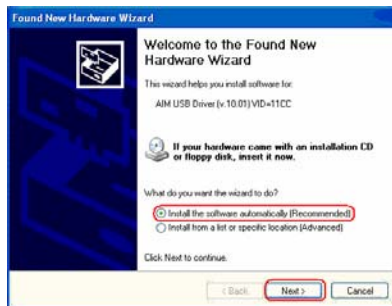 Found New Hardware Wizard
Welcome to the Found New
Hardware Wizard
This wizard helps you install software for:
AIM USB Driver (v.10.01) VID=11CC
If your hardware came with an installation CD
or floppy disk, insert it now.
What do you want the wizard to do?
Install the software automatically (Recommended)
Install from a list or specific location (Advanced)
Click Next to continue.
< Back Next > Cancel